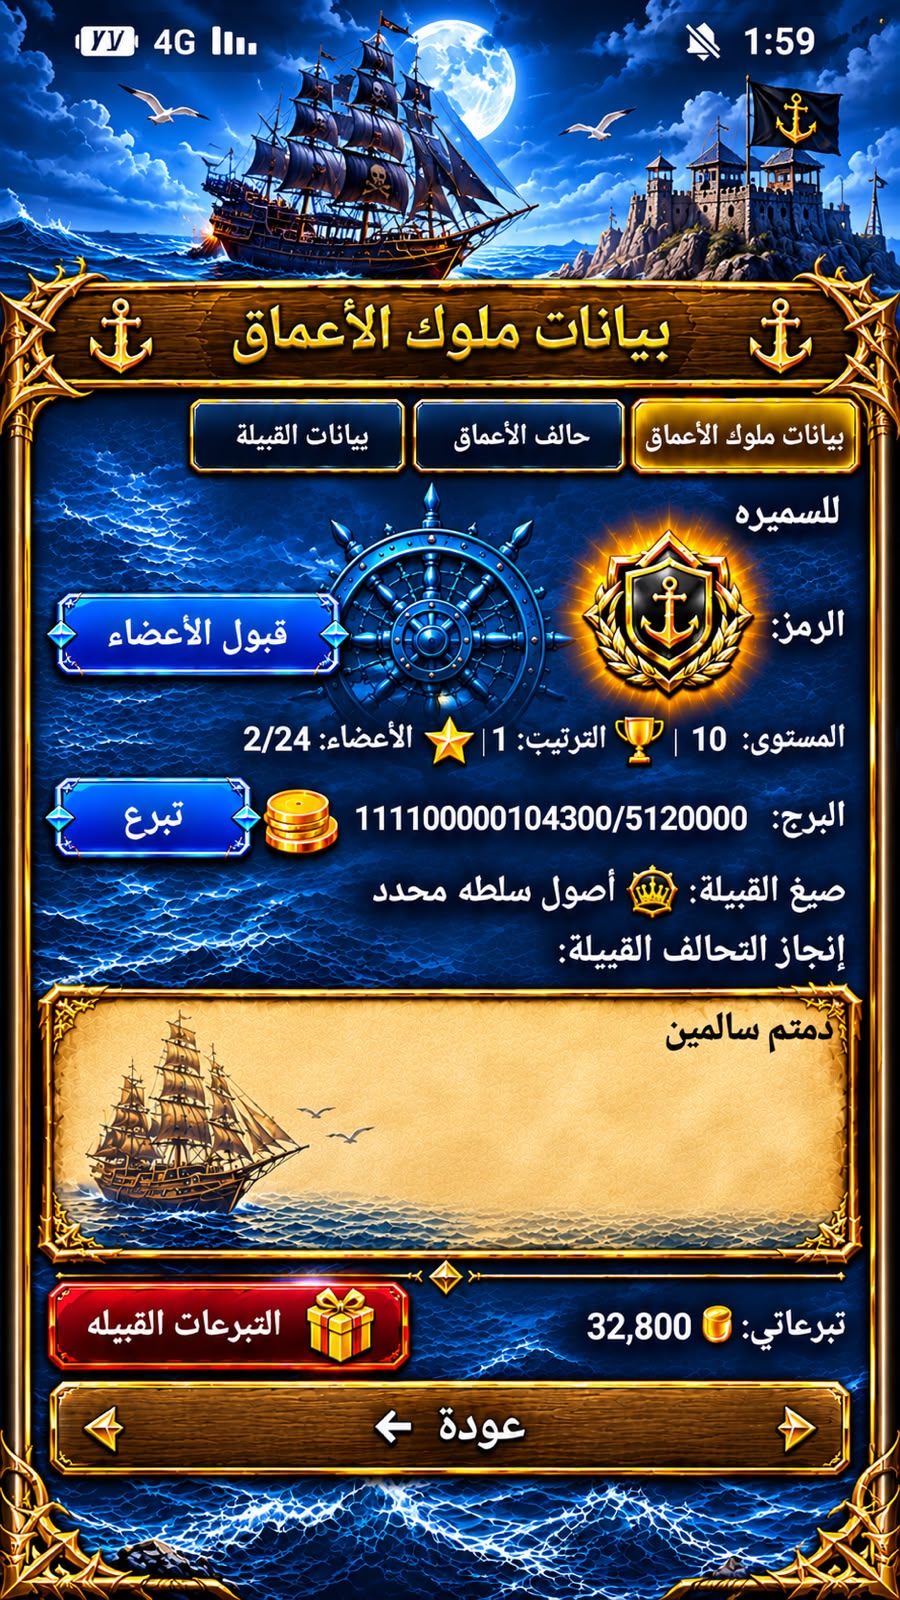 4G 1:59
بيانات ملوك الأعماق
بيانات ملوك الأعماق حالف الأعماق بيانات القبيلة
للسميره
الرمز:
قبول الأعضاء
المستوى: 10 | الترتيب: 1 | الأعضاء: 2/24
البرج: 111100000104300/5120000 تبرع
صيغ القبيلة: أصول سلطه محدد
إنجاز التحالف القبيلة:
دمتم سالمين
تبرعاتي: 32,800 التبرعات القبيله
عودة ←